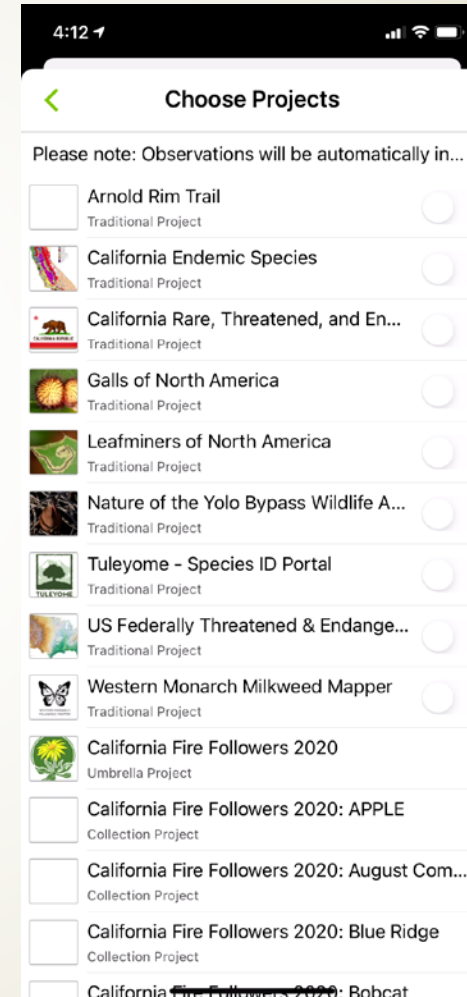 4:12
Choose Projects
Please note: Observations will be automatically in...
Arnold Rim Trail
Traditional Project
California Endemic Species
Traditional Project
CALIFORNIA REPUBLIC
California Rare, Threatened, and En...
Traditional Project
Galls of North America
Traditional Project
Leafminers of North America
Traditional Project
Nature of the Yolo Bypass Wildlife A...
Traditional Project
TULEYOME
Tuleyome - Species ID Portal
Traditional Project
US Federally Threatened & Endange...
Traditional Project
Western Monarch Milkweed Mapper
Traditional Project
California Fire Followers 2020
Umbrella Project
California Fire Followers 2020: APPLE
Collection Project
California Fire Followers 2020: August Com...
Collection Project
California Fire Followers 2020: Blue Ridge
Collection Project
California Fire Followers 2020: Bobcat